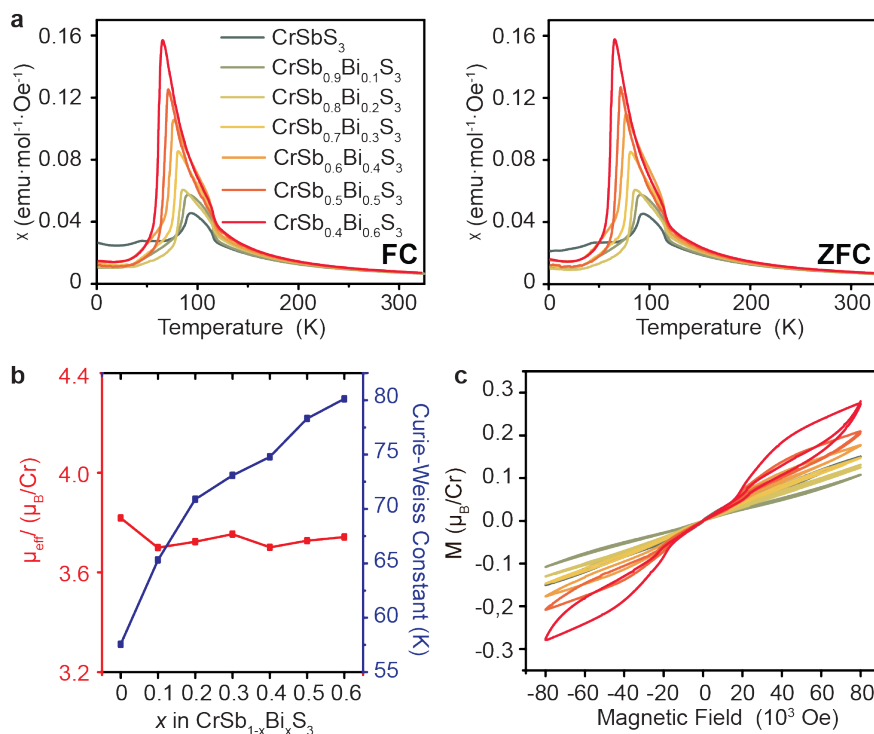 a
0.16
0.12
0.08
0.04
0
χ (emu·mol⁻¹·Oe⁻¹)
CrSbS₃
CrSb₀.₉Bi₀.₁S₃
CrSb₀.₈Bi₀.₂S₃
CrSb₀.₇Bi₀.₃S₃
CrSb₀.₆Bi₀.₄S₃
CrSb₀.₅Bi₀.₅S₃
CrSb₀.₄Bi₀.₆S₃
FC
0 100 200 300
Temperature (K)
0.16
0.12
0.08
0.04
0
χ (emu·mol⁻¹·Oe⁻¹)
ZFC
0 100 200 300
Temperature (K)
b
4.4
4.0
3.6
3.2
μeff/ (μB/Cr)
80
75
70
65
57
55
Curie-Weiss Constant (K)
0 0.1 0.2 0.3 0.4 0.5 0.6
x in CrSb₁₋ₓBiₓS₃
c
0.3
0.2
0.1
0.0
-0.1
-0,2
-0.3
M (μB/Cr)
-80 -60 -40 -20 0 20 40 60 80
Magnetic Field (10³ Oe)